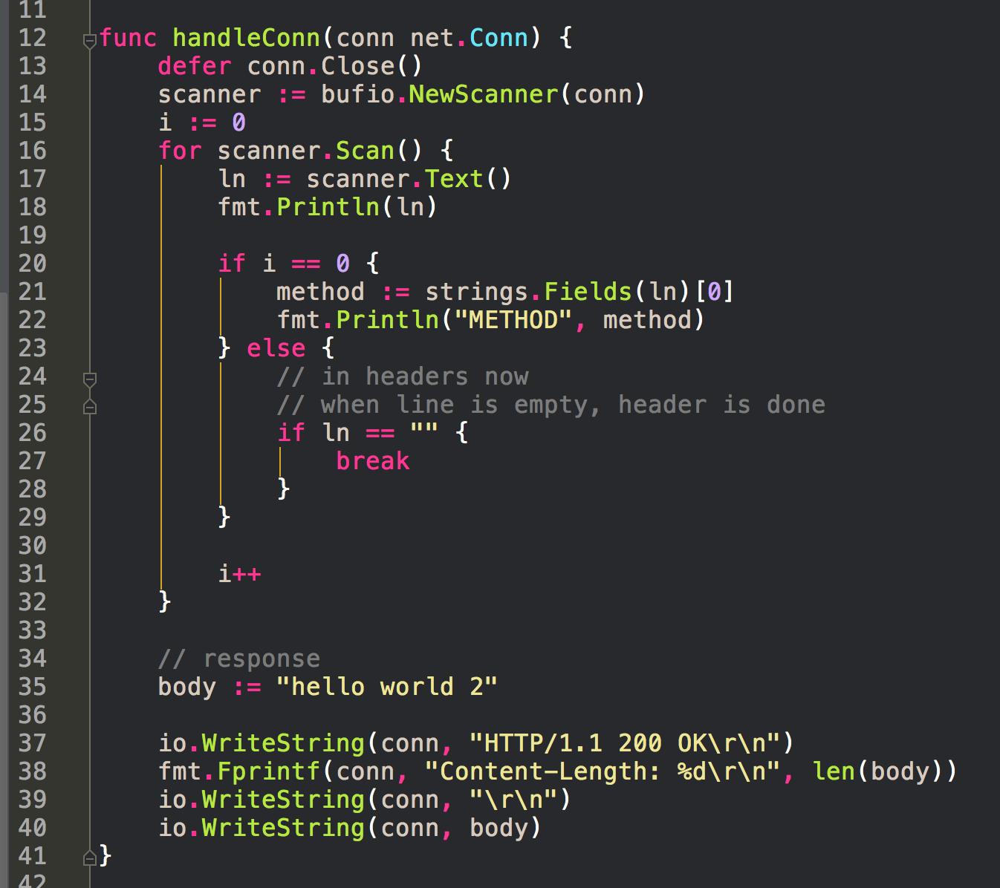 11
12 func handleConn(conn net.Conn) {
13     defer conn.Close()
14     scanner := bufio.NewScanner(conn)
15     i := 0
16     for scanner.Scan() {
17         ln := scanner.Text()
18         fmt.Println(ln)
19
20         if i == 0 {
21             method := strings.Fields(ln)[0]
22             fmt.Println("METHOD", method)
23         } else {
24             // in headers now
25             // when line is empty, header is done
26             if ln == "" {
27                 break
28             }
29         }
30
31         i++
32     }
33
34     // response
35     body := "hello world 2"
36
37     io.WriteString(conn, "HTTP/1.1 200 OK\r\n")
38     fmt.Fprintf(conn, "Content-Length: %d\r\n", len(body))
39     io.WriteString(conn, "\r\n")
40     io.WriteString(conn, body)
41 }
42